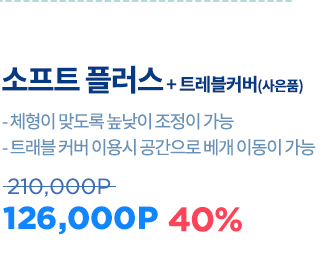 소프트 플러스 + 트레블커버(사은품)
- 체형이 맞도록 높낮이 조정이 가능
- 트래블 커버 이용시 공간으로 베개 이동이 가능
210,000P
126,000P 40%